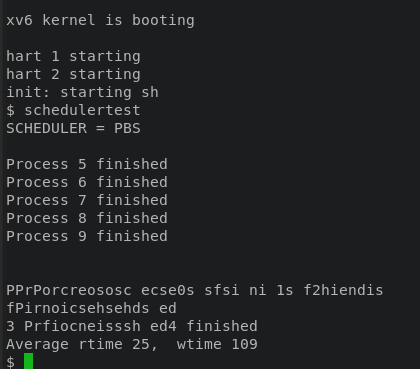 xv6 kernel is booting
hart 1 starting
hart 2 starting
init: starting sh
$ schedulertest
SCHEDULER = PBS
Process 5 finished
Process 6 finished
Process 7 finished
Process 8 finished
Process 9 finished
PPrPorcreososc ecse0s sfsi ni 1s f2hiendis
fPirnoicsehsehds ed
3 Prfiocneisssh ed4 finished
Average rtime 25,  wtime 109
$